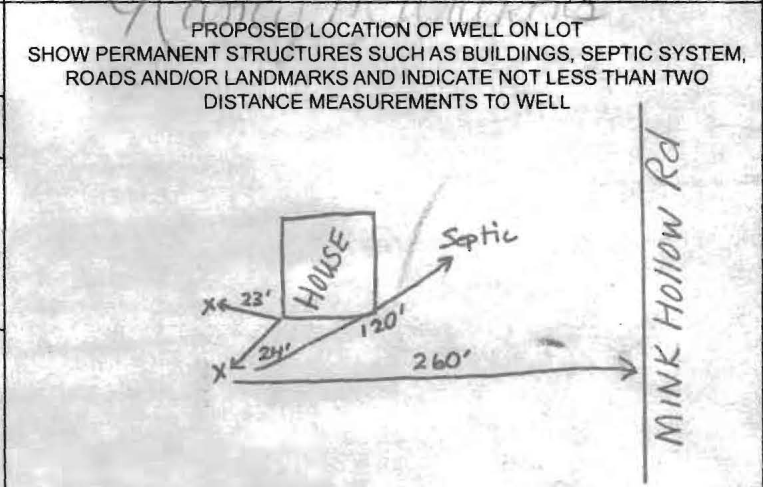 PROPOSED LOCATION OF WELL ON LOT
SHOW PERMANENT STRUCTURES SUCH AS BUILDINGS, SEPTIC SYSTEM,
ROADS AND/OR LANDMARKS AND INDICATE NOT LESS THAN TWO
DISTANCE MEASUREMENTS TO WELL
HOUSE
Septic
X 23'
120'
X 24'
260'
MINK Hollow Rd